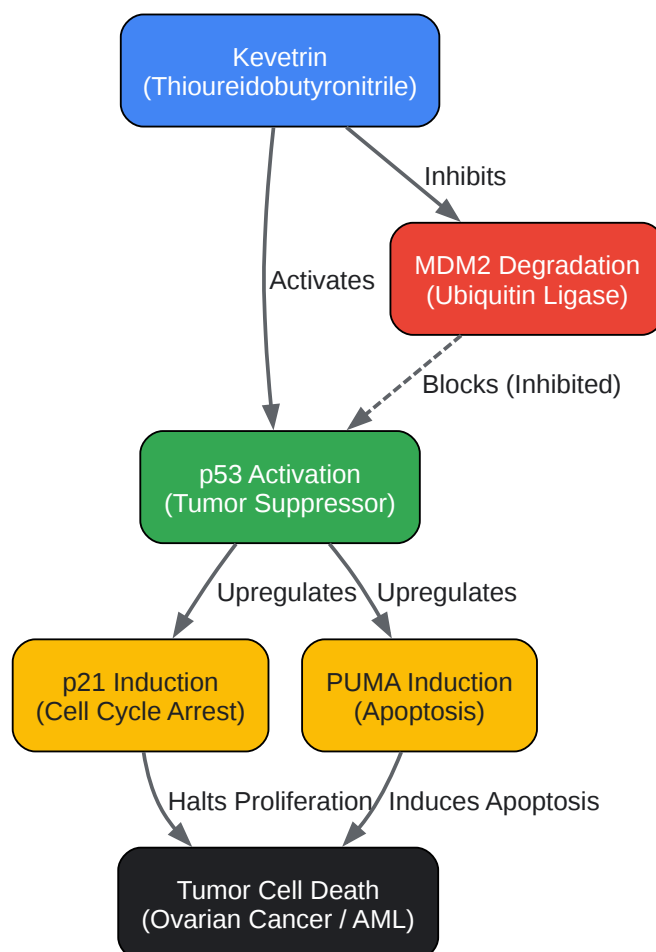 Kevetrin
(Thioureidobutyronitrile)
Inhibits
MDM2 Degradation
(Ubiquitin Ligase)
Activates
Blocks (Inhibited)
p53 Activation
(Tumor Suppressor)
Upregulates
Upregulates
p21 Induction
(Cell Cycle Arrest)
PUMA Induction
(Apoptosis)
Halts Proliferation
Induces Apoptosis
Tumor Cell Death
(Ovarian Cancer / AML)